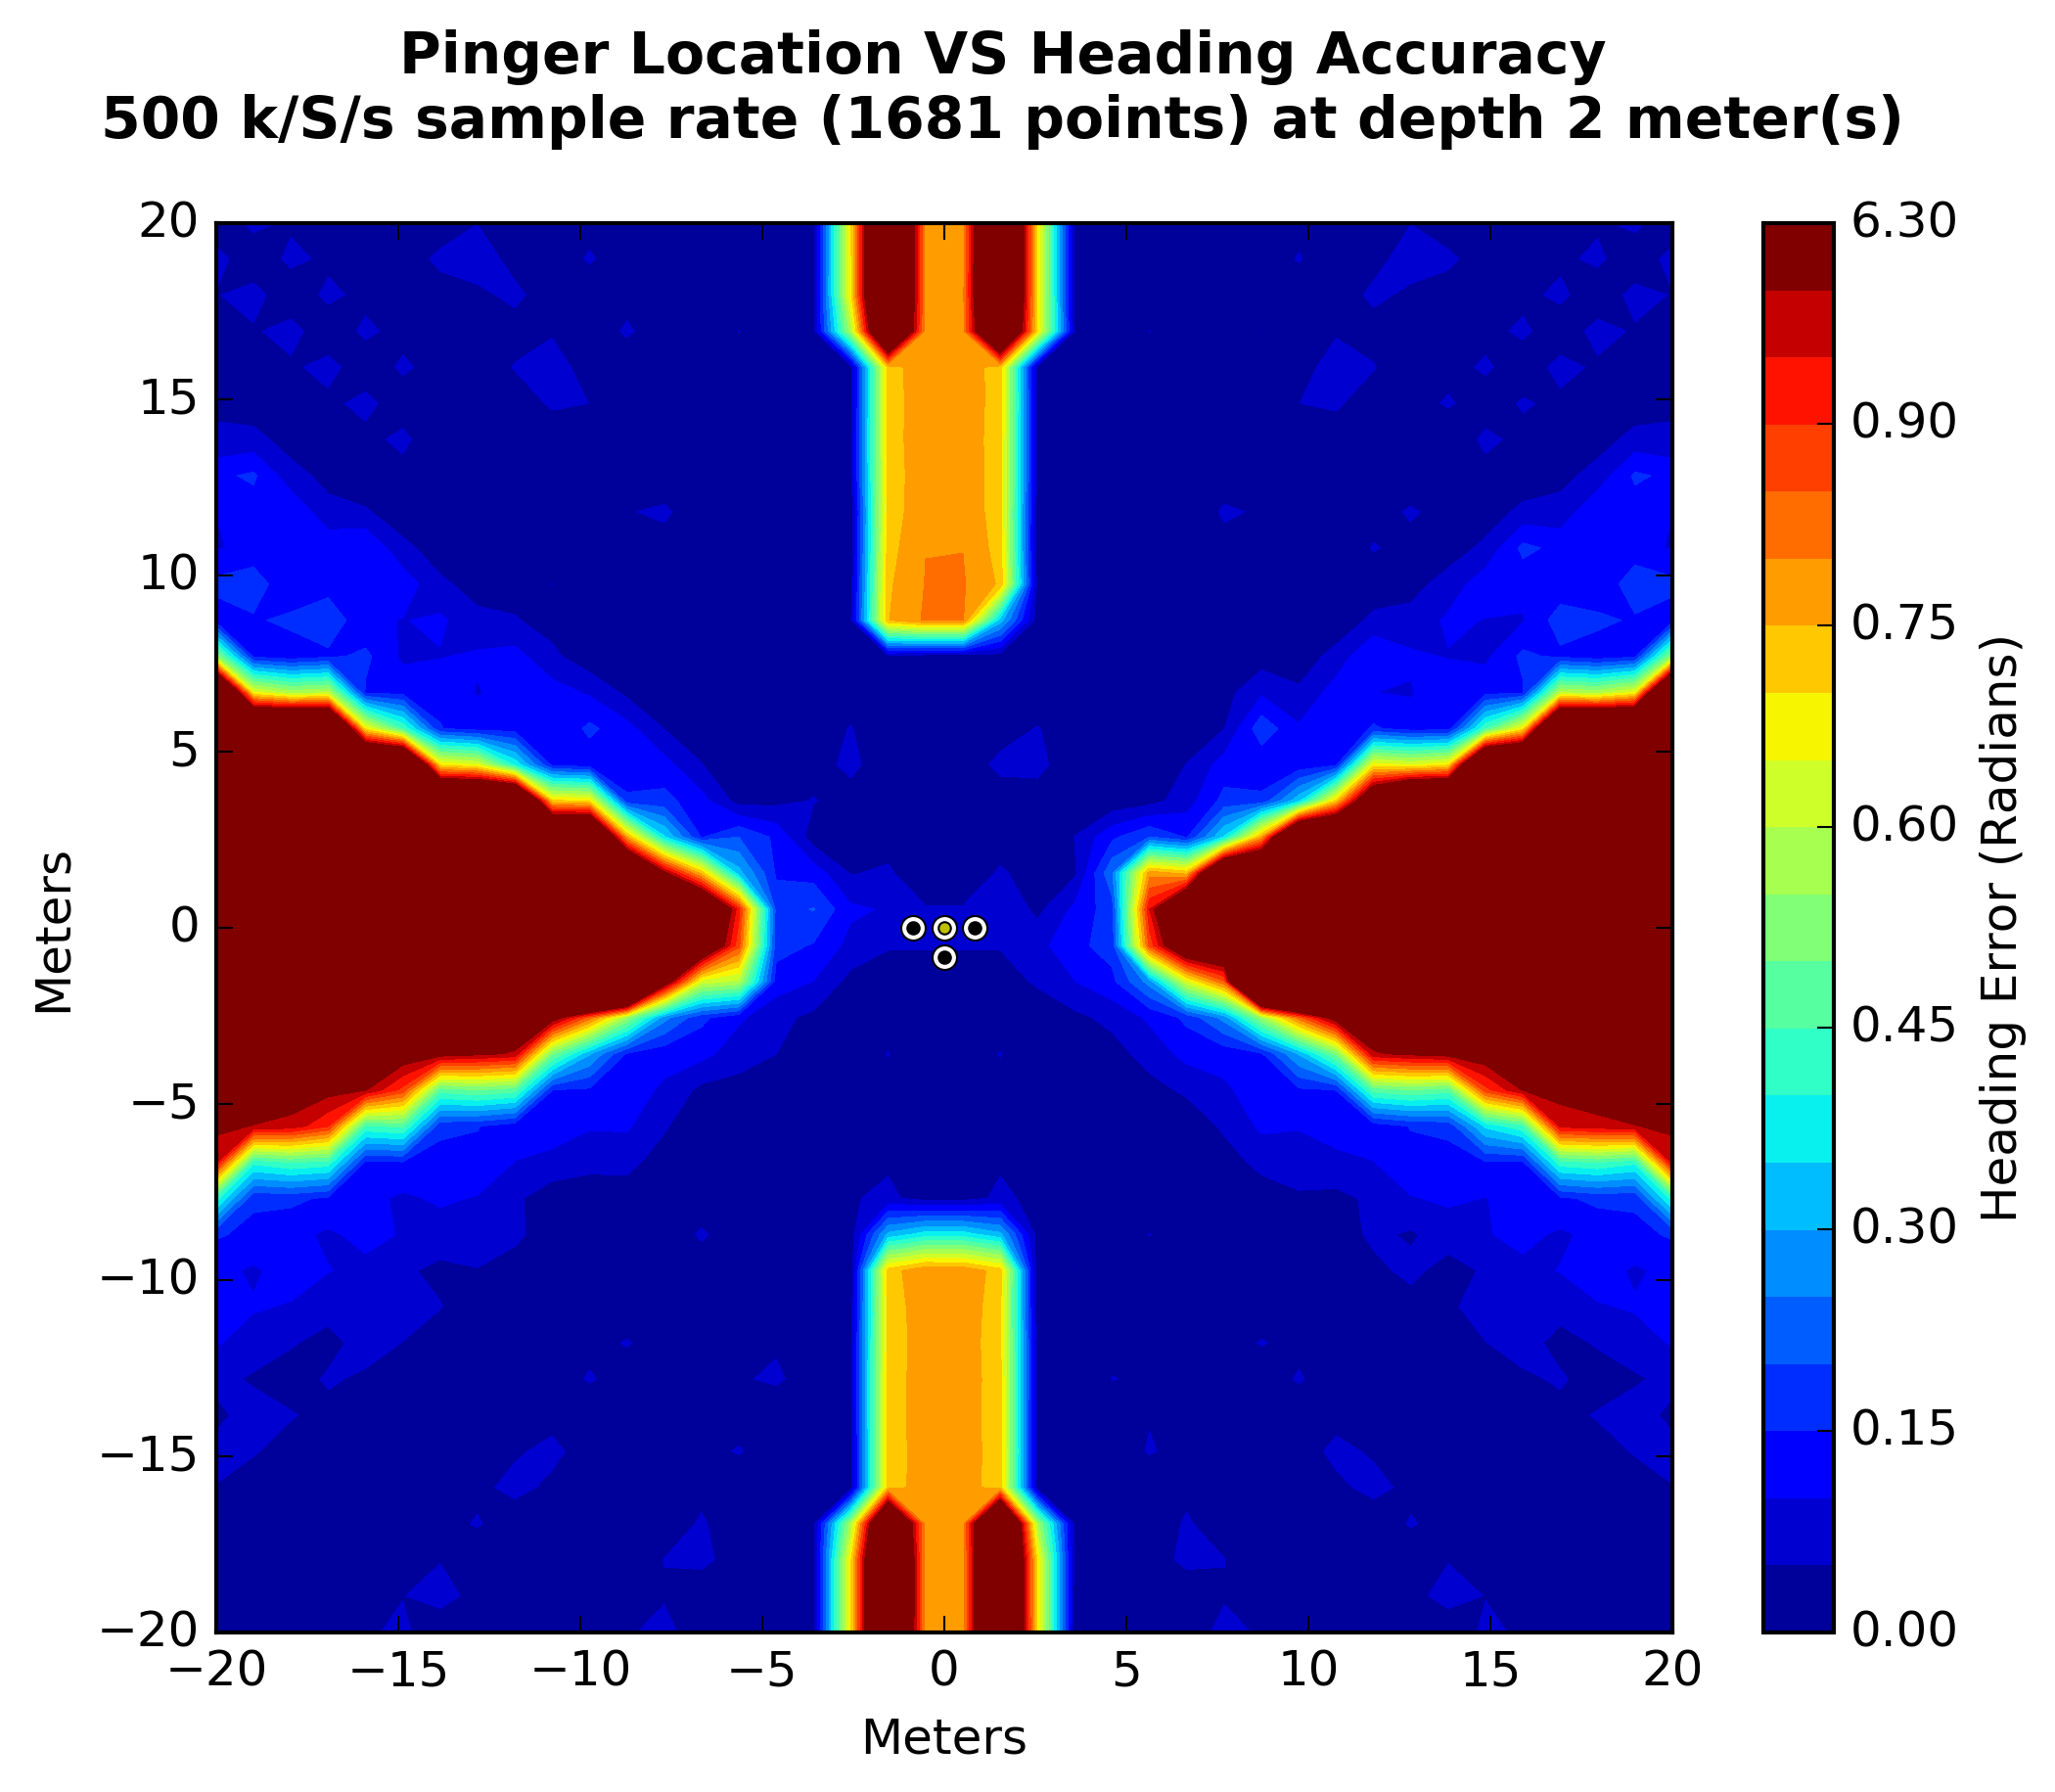 Pinger Location VS Heading Accuracy
500 k/S/s sample rate (1681 points) at depth 2 meter(s)
20
15
10
5
0
−5
−10
−15
−20
Meters
−20 −15 −10 −5 0 5 10 15 20
Meters
6.30
0.90
0.75
0.60
0.45
0.30
0.15
0.00
Heading Error (Radians)